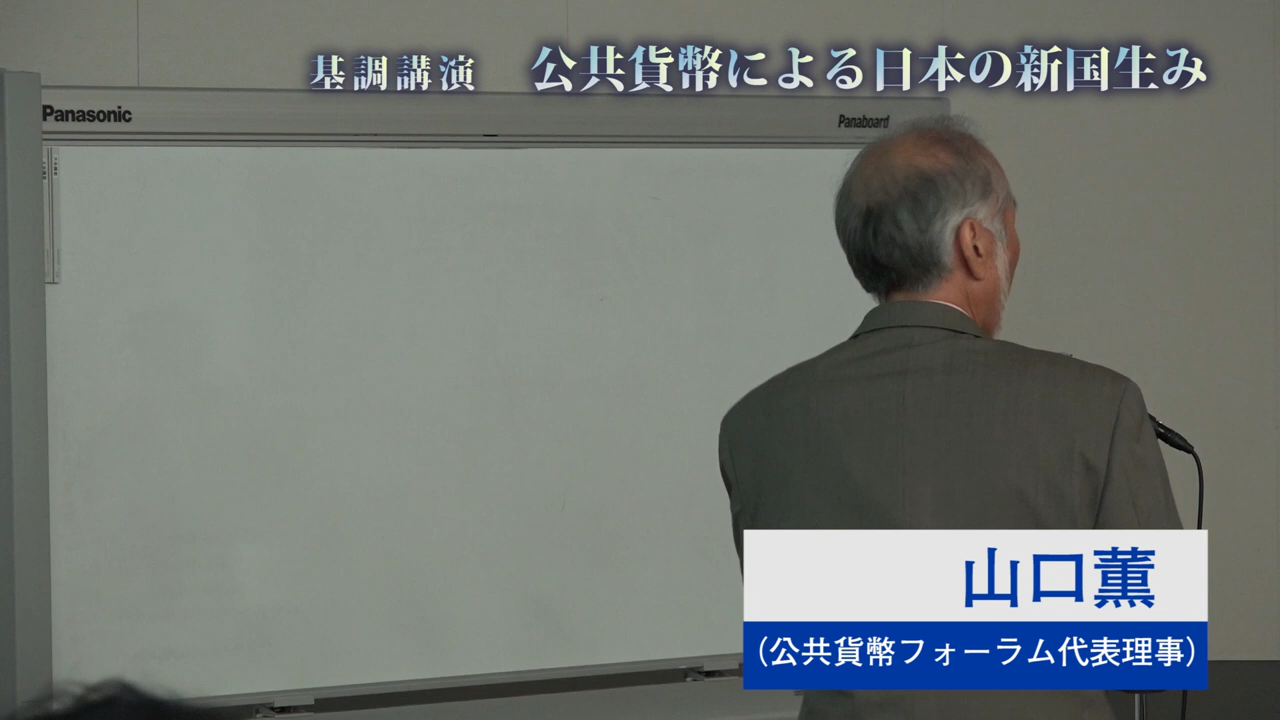 基調講演 公共貨幣による日本の新国生み
Panasonic
Panaboard
山口薫
（公共貨幣フォーラム代表理事）